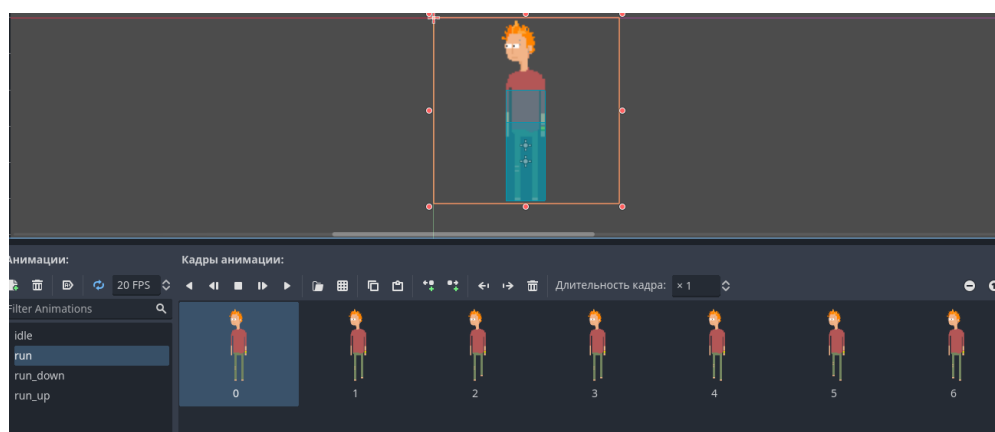 Анимации:
Кадры анимации:
20 FPS
Длительность кадра:
×1
Filter Animations
idle
run
run_down
run_up
0
1
2
3
4
5
6